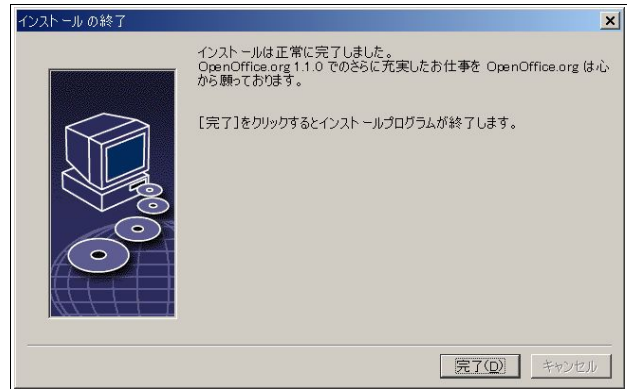 インストールの終了
インストールは正常に完了しました。
OpenOffice.org 1.1.0 でのさらに充実したお仕事を OpenOffice.org は心
から願っております。
［完了］をクリックするとインストールプログラムが終了します。
完了(D)
キャンセル